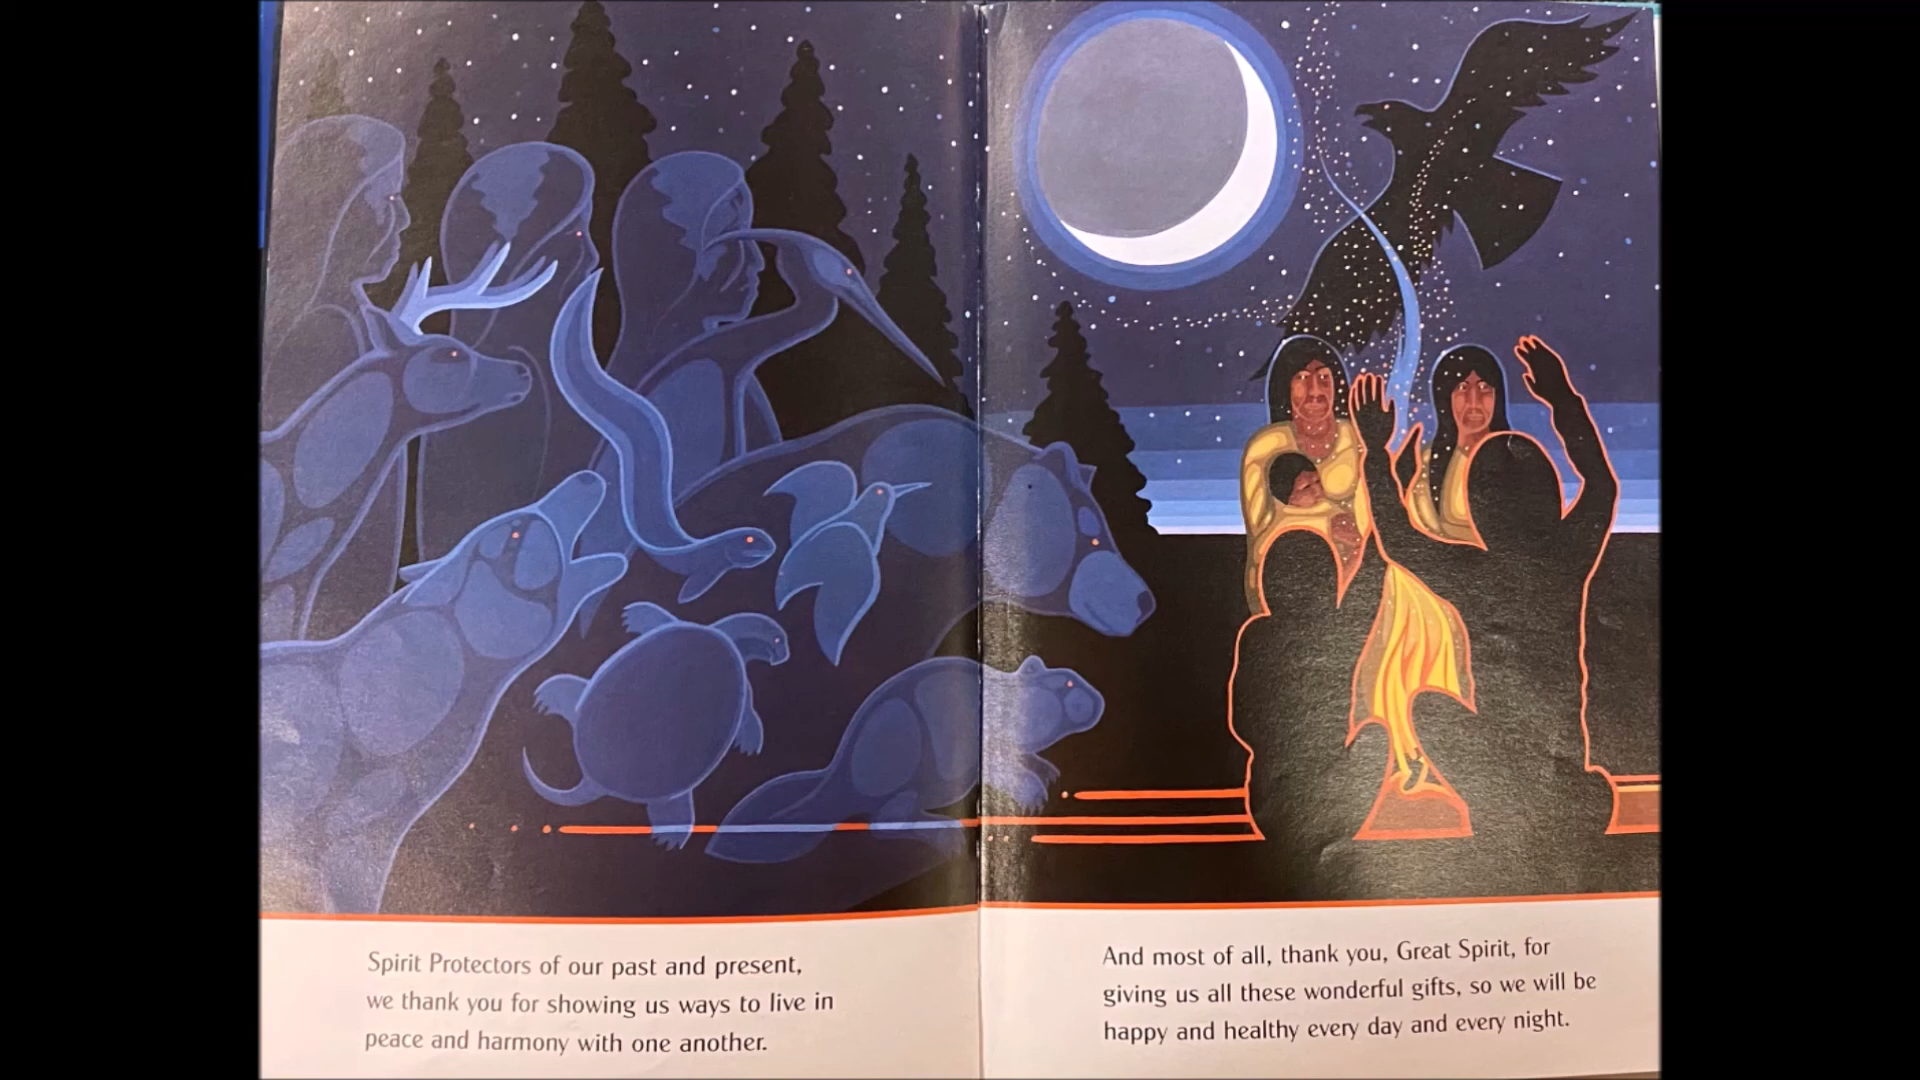 Spirit Protectors of our past and present,
we thank you for showing us ways to live in
peace and harmony with one another.
And most of all, thank you, Great Spirit, for
giving us all these wonderful gifts, so we will be
happy and healthy every day and every night.